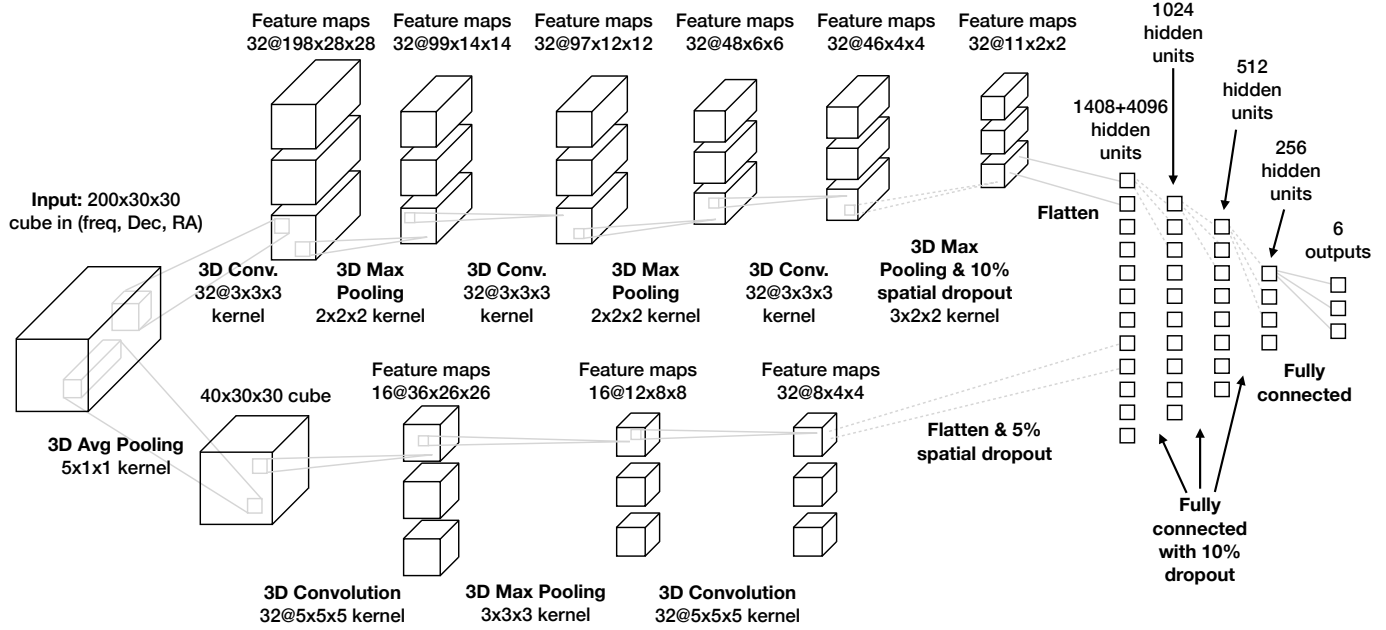 Feature maps
32@198x28x28
Feature maps
32@99x14x14
Feature maps
32@97x12x12
Feature maps
32@48x6x6
Feature maps
32@46x4x4
Feature maps
32@11x2x2
1024
hidden
units
512
hidden
units
1408+4096
hidden
units
256
hidden
units
6
outputs
Input: 200x30x30
cube in (freq, Dec, RA)
Flatten
3D Conv.
32@3x3x3
kernel
3D Max
Pooling
2x2x2 kernel
3D Conv.
32@3x3x3
kernel
3D Max
Pooling
2x2x2 kernel
3D Conv.
32@3x3x3
kernel
3D Max
Pooling & 10%
spatial dropout
3x2x2 kernel
Fully
connected
40x30x30 cube
Feature maps
16@36x26x26
Feature maps
16@12x8x8
Feature maps
32@8x4x4
3D Avg Pooling
5x1x1 kernel
Flatten & 5%
spatial dropout
Fully
connected
with 10%
dropout
3D Convolution
32@5x5x5 kernel
3D Max Pooling
3x3x3 kernel
3D Convolution
32@5x5x5 kernel